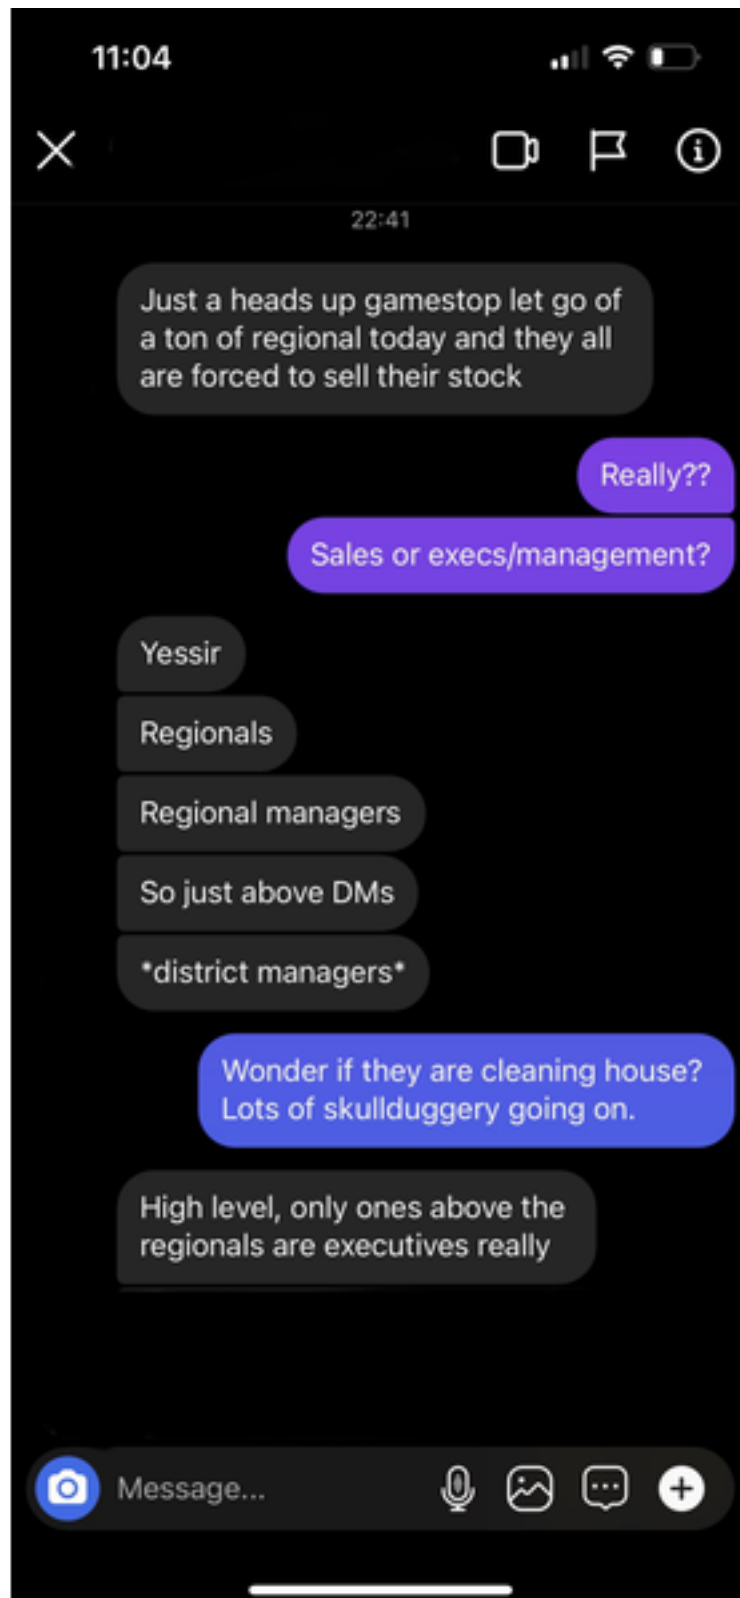 11:04
22:41
Just a heads up gamestop let go of
a ton of regional today and they all
are forced to sell their stock
Really??
Sales or execs/management?
Yessir
Regionals
Regional managers
So just above DMs
*district managers*
Wonder if they are cleaning house?
Lots of skullduggery going on.
High level, only ones above the
regionals are executives really
Message...